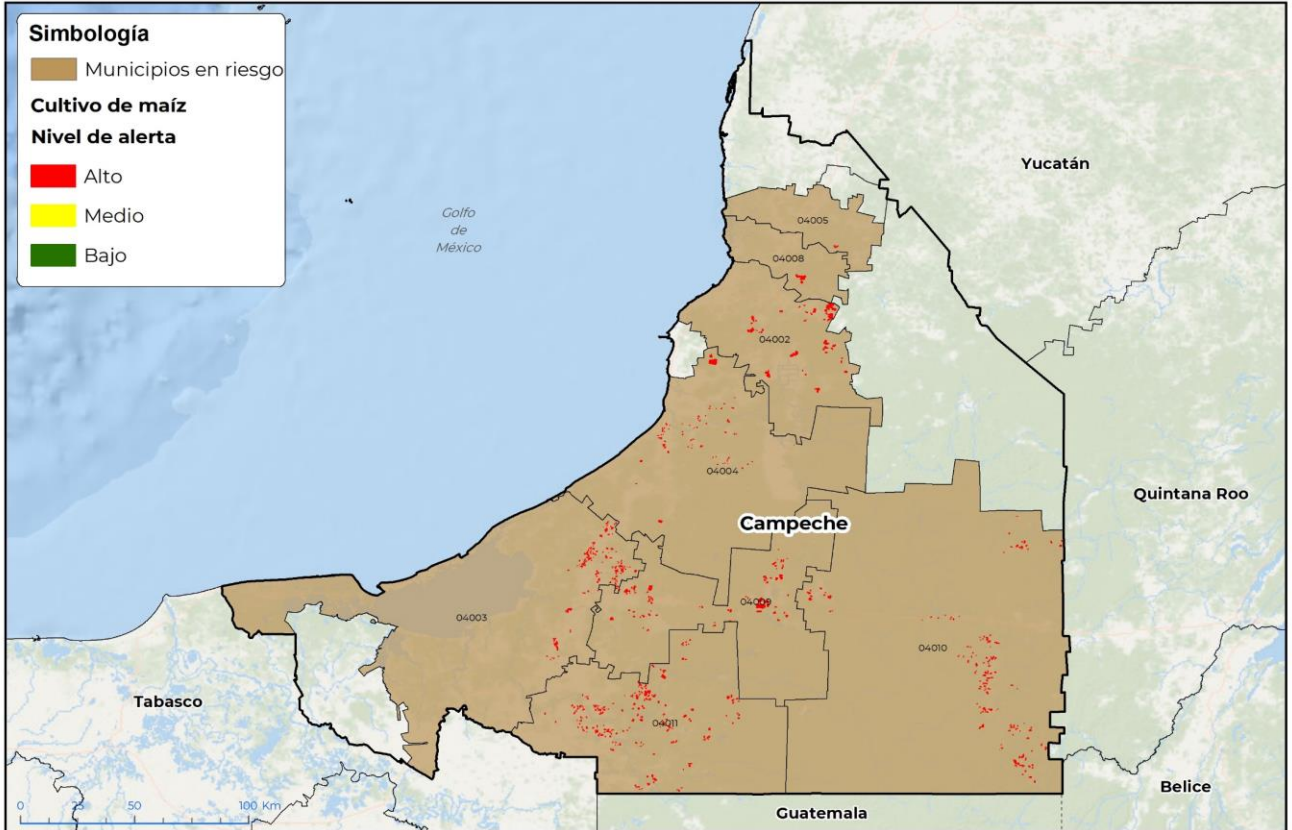 Simbología
Municipios en riesgo
Cultivo de maíz
Nivel de alerta
Alto
Medio
Bajo
Golfo
de
México
Yucatán
04005
04008
04002
04004
Quintana Roo
Campeche
04009
04003
04010
Tabasco
04011
0 25 50 100 Km
Belice
Guatemala